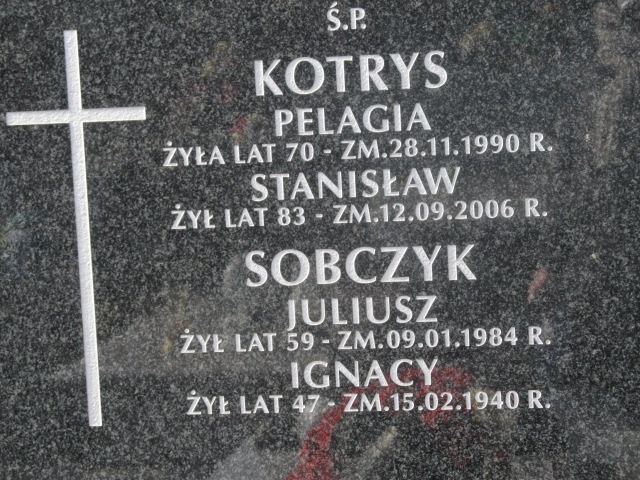 Ś.P.
KOTRYS
PELAGIA
ŻYŁA LAT 70 - ZM.28.11.1990 R.
STANISŁAW
ŻYŁ LAT 83 - ZM.12.09.2006 R.
SOBCZYK
JULIUSZ
ŻYŁ LAT 59 - ZM.09.01.1984 R.
IGNACY
ŻYŁ LAT 47 - ZM.15.02.1940 R.